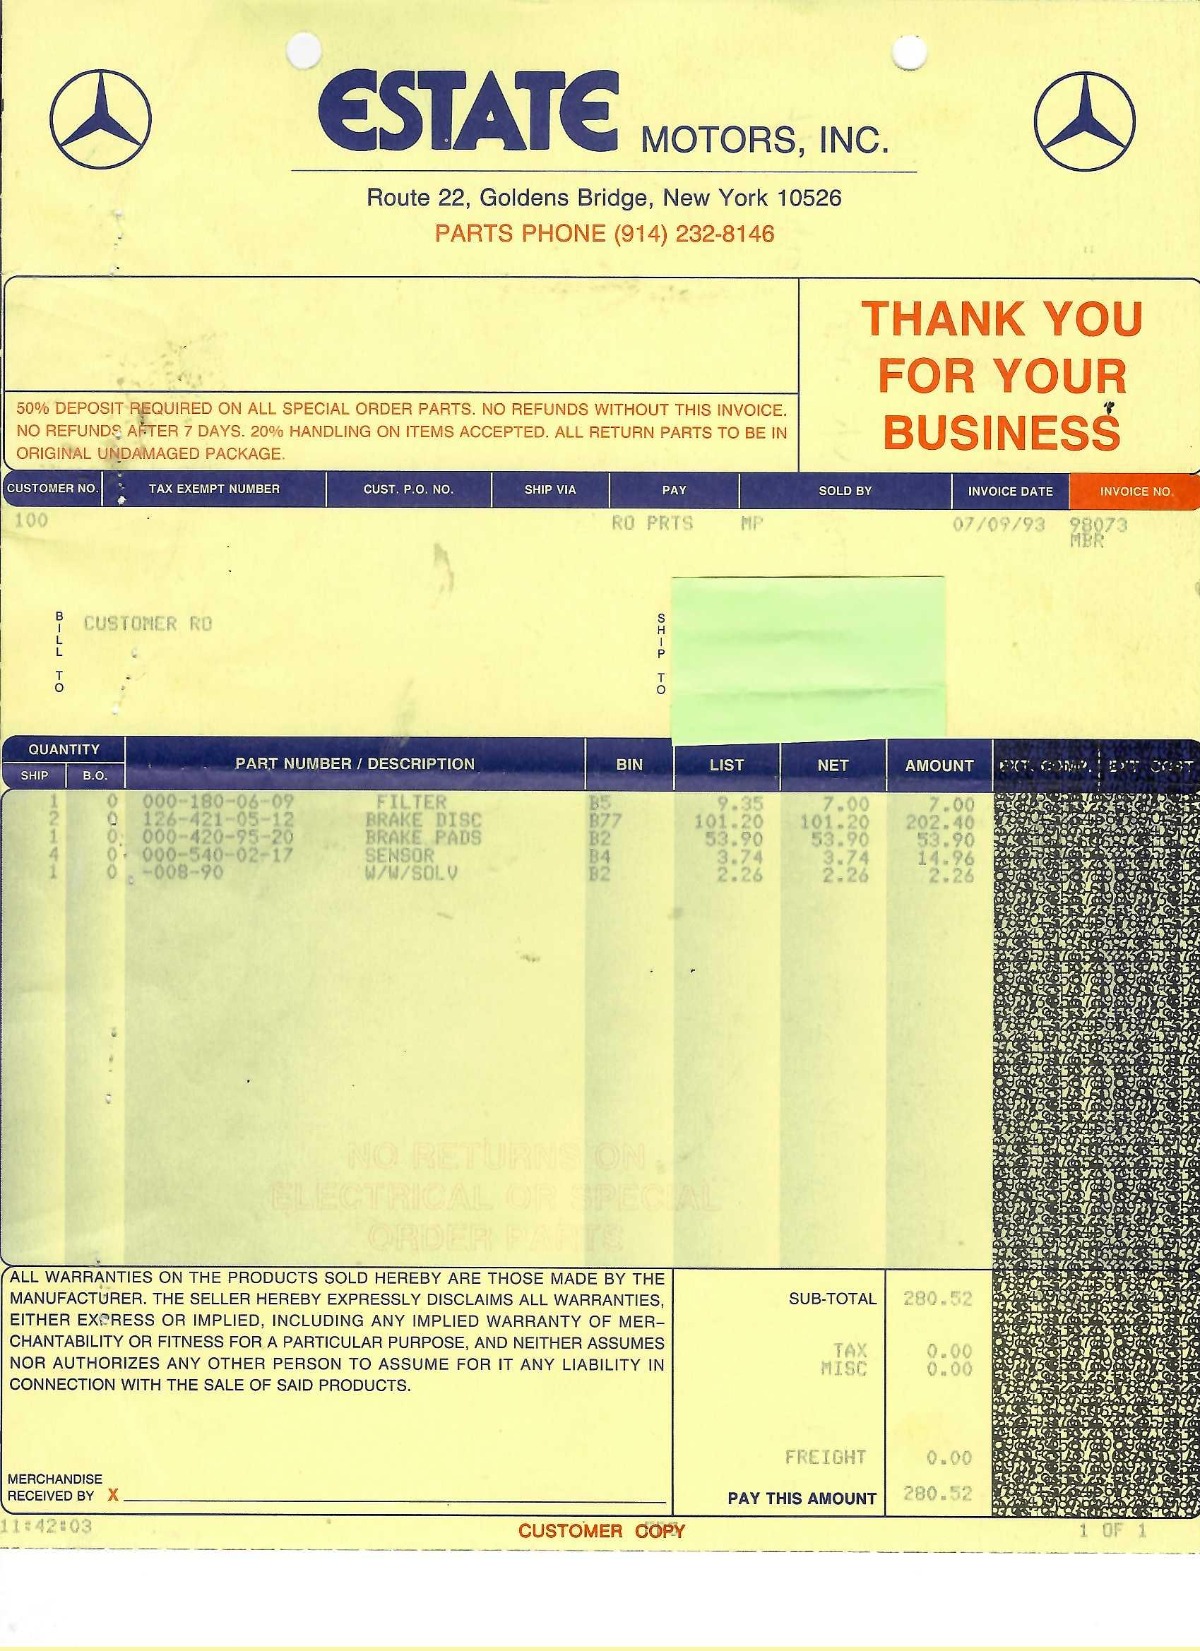 ESTATE MOTORS, INC.
Route 22, Goldens Bridge, New York 10526
PARTS PHONE (914) 232-8146
THANK YOU
FOR YOUR
BUSINESS
50% DEPOSIT REQUIRED ON ALL SPECIAL ORDER PARTS. NO REFUNDS WITHOUT THIS INVOICE.
NO REFUNDS AFTER 7 DAYS. 20% HANDLING ON ITEMS ACCEPTED. ALL RETURN PARTS TO BE IN
ORIGINAL UNDAMAGED PACKAGE.
CUSTOMER NO. TAX EXEMPT NUMBER CUST. P.O. NO. SHIP VIA PAY SOLD BY INVOICE DATE INVOICE NO.
100 RO PRTS MP 07/09/93 98073
MBR
BILL TO CUSTOMER RO SHIP TO
QUANTITY
SHIP B.O. PART NUMBER / DESCRIPTION BIN LIST NET AMOUNT EXT. COMP. EXT. COST
1 0 000-180-06-09 FILTER B5 9.35 7.00 7.00
2 0 126-421-05-12 BRAKE DISC B77 101.20 101.20 202.40
1 0 000-420-95-20 BRAKE PADS B2 53.90 53.90 53.90
4 0 000-540-02-17 SENSOR B4 3.74 3.74 14.96
1 0 -008-90 W/W/SOLV B2 2.26 2.26 2.26
NO RETURNS ON
ELECTRICAL OR SPECIAL
ORDER PARTS
ALL WARRANTIES ON THE PRODUCTS SOLD HEREBY ARE THOSE MADE BY THE
MANUFACTURER. THE SELLER HEREBY EXPRESSLY DISCLAIMS ALL WARRANTIES,
EITHER EXPRESS OR IMPLIED, INCLUDING ANY IMPLIED WARRANTY OF MER-
CHANTABILITY OR FITNESS FOR A PARTICULAR PURPOSE, AND NEITHER ASSUMES
NOR AUTHORIZES ANY OTHER PERSON TO ASSUME FOR IT ANY LIABILITY IN
CONNECTION WITH THE SALE OF SAID PRODUCTS.
SUB-TOTAL 280.52
TAX 0.00
MISC 0.00
FREIGHT 0.00
MERCHANDISE
RECEIVED BY X
PAY THIS AMOUNT 280.52
11:42:03 CUSTOMER COPY 1 OF 1